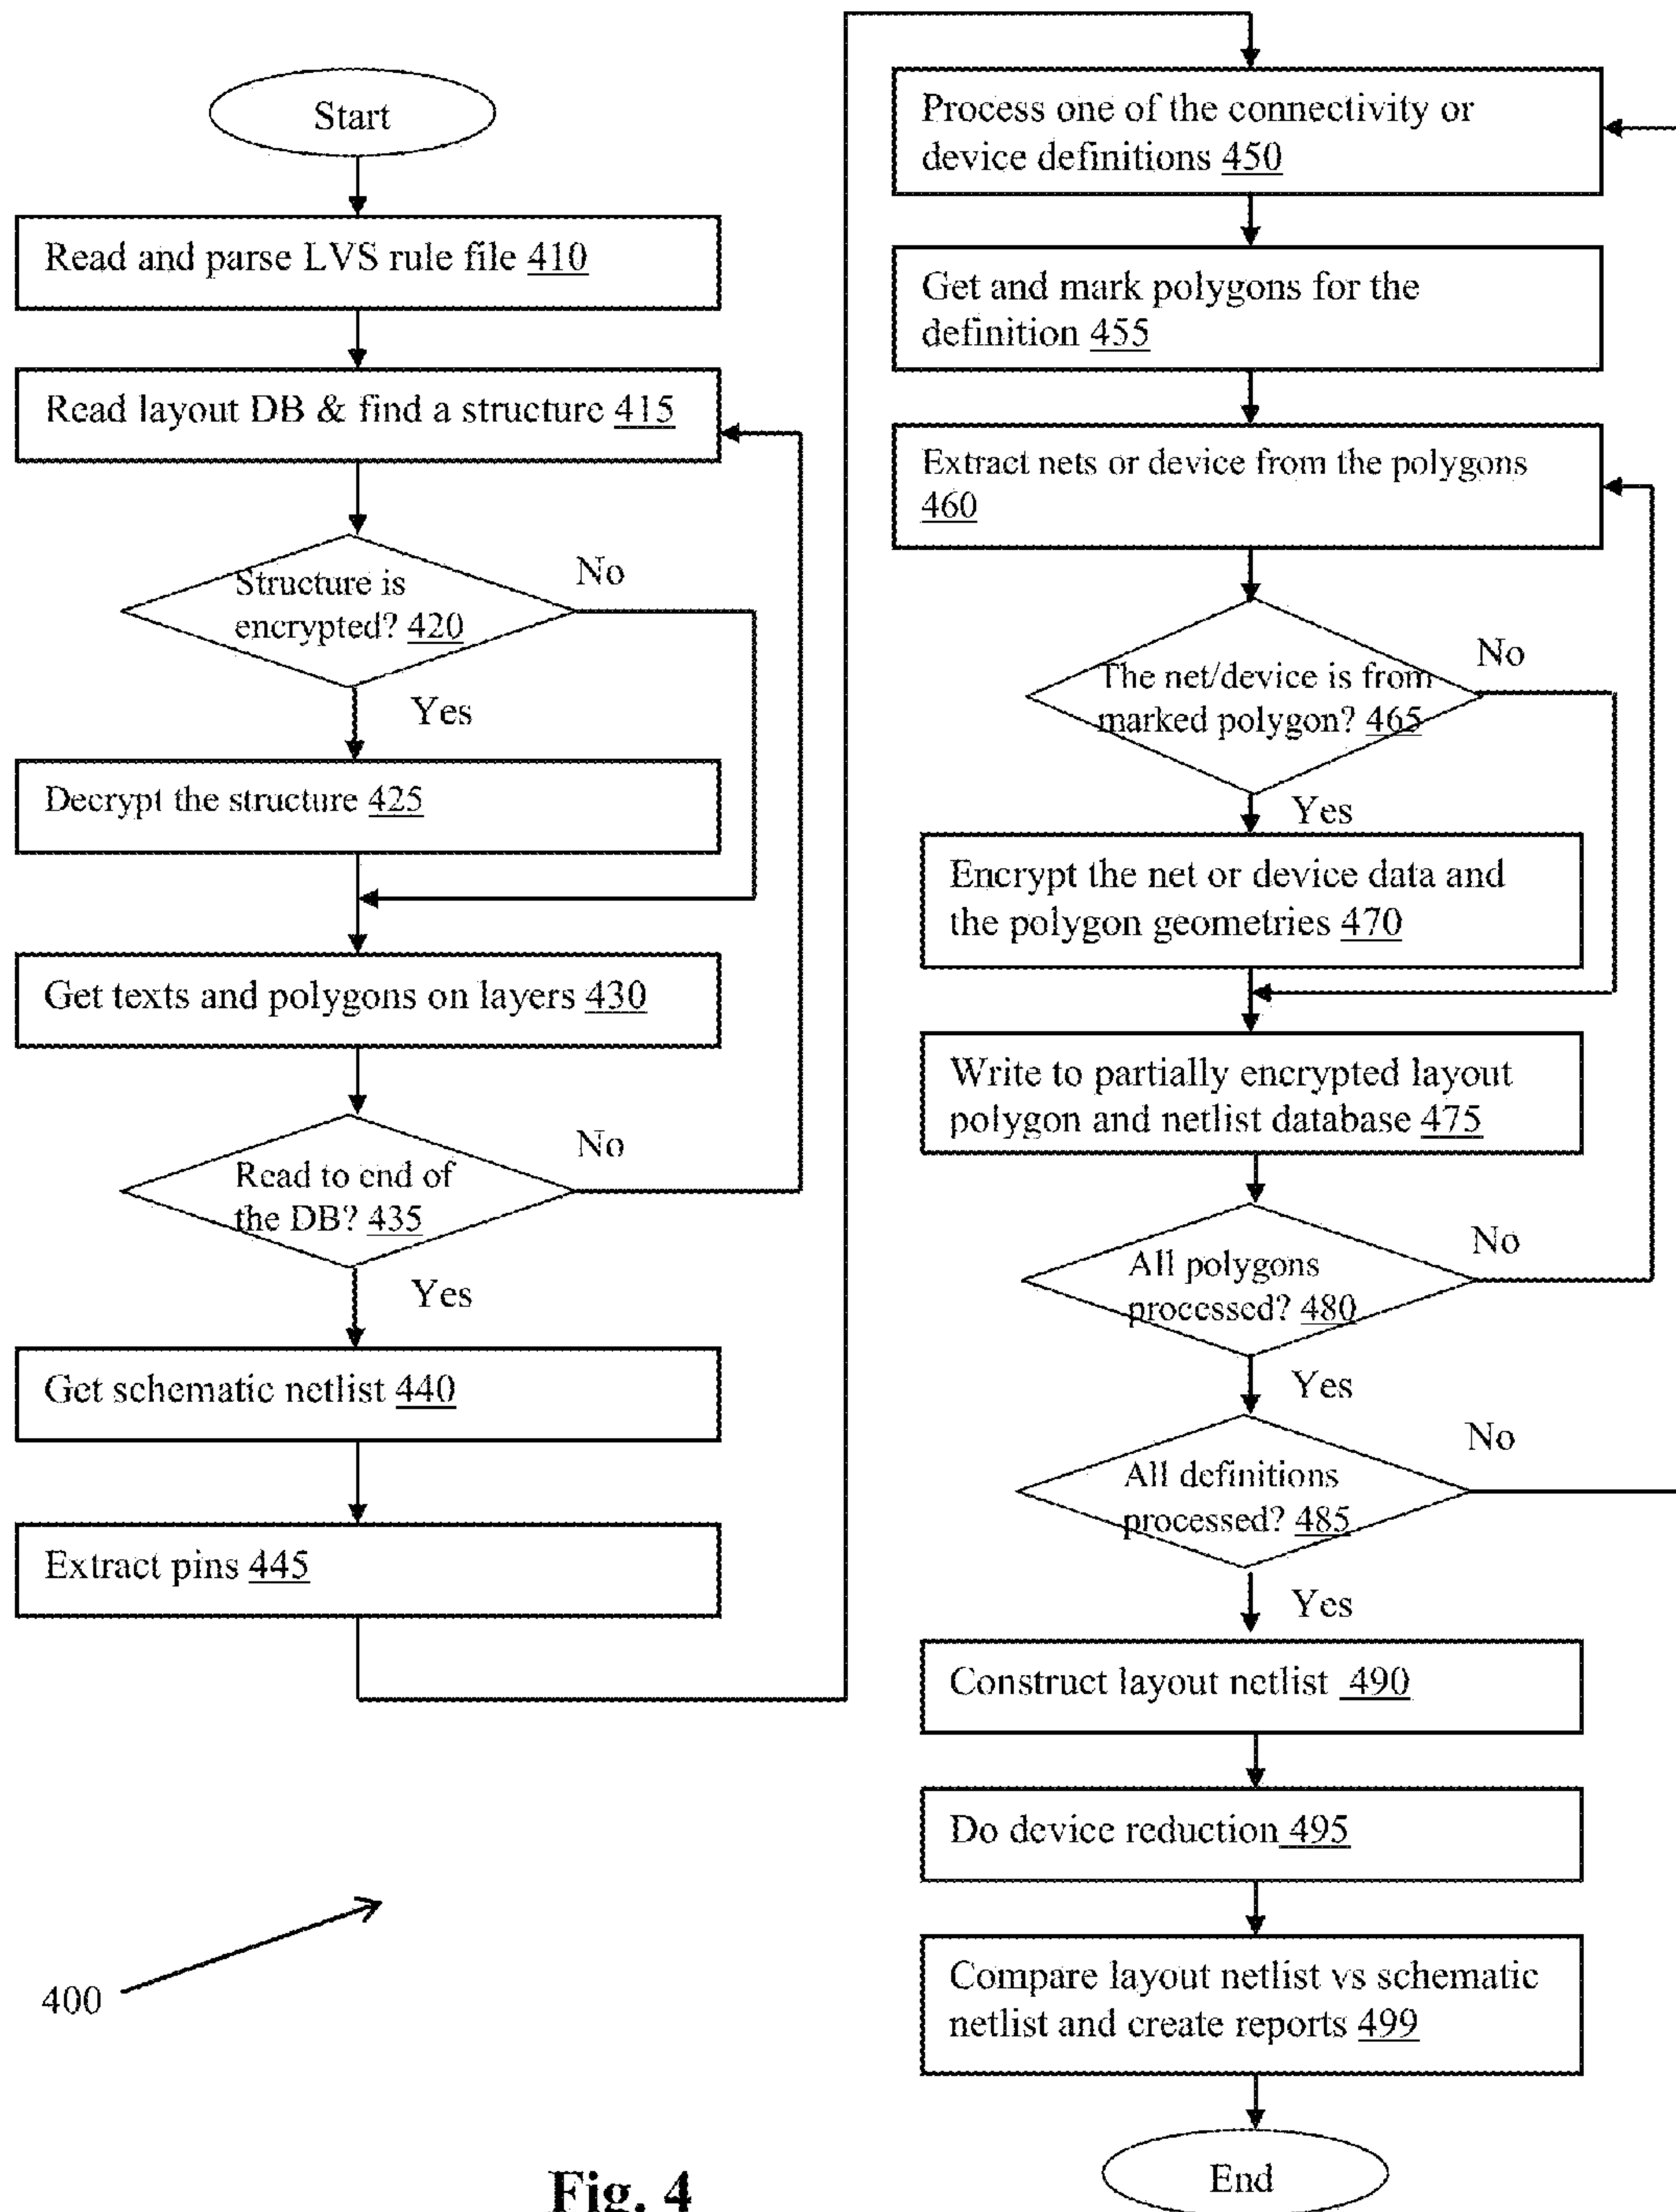 Start
Read and parse LVS rule file 410
Read layout DB & find a structure 415
Structure is
encrypted? 420
No
Yes
Decrypt the structure 425
Get texts and polygons on layers 430
Read to end of
the DB? 435
No
Yes
Get schematic netlist 440
Extract pins 445
400
Process one of the connectivity or
device definitions 450
Get and mark polygons for the
definition 455
Extract nets or device from the polygons
460
The net/device is from
marked polygon? 465
No
Yes
Encrypt the net or device data and
the polygon geometries 470
Write to partially encrypted layout
polygon and netlist database 475
All polygons
processed? 480
No
Yes
All definitions
processed? 485
No
Yes
Construct layout netlist 490
Do device reduction 495
Compare layout netlist vs schematic
netlist and create reports 499
End
Fig. 4